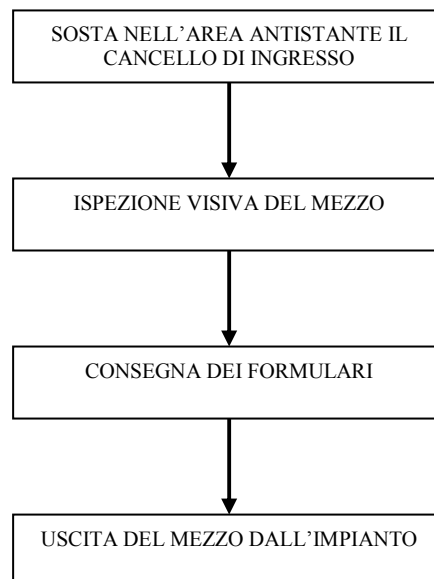 SOSTA NELL'AREA ANTISTANTE IL
CANCELLO DI INGRESSO
ISPEZIONE VISIVA DEL MEZZO
CONSEGNA DEI FORMULARI
USCITA DEL MEZZO DALL'IMPIANTO